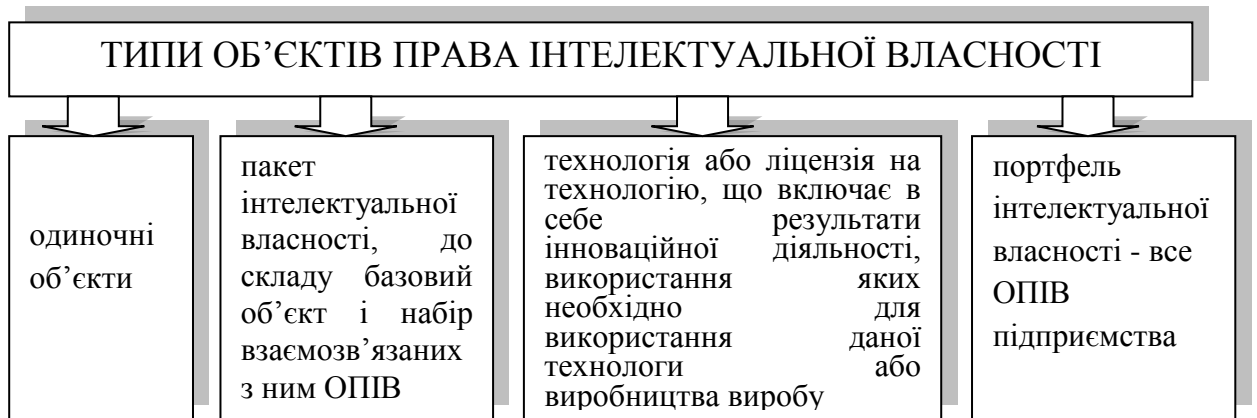 ТИПИ ОБ’ЄКТІВ ПРАВА ІНТЕЛЕКТУАЛЬНОЇ ВЛАСНОСТІ
одиночні
об’єкти
пакет
інтелектуальної
власності, до
складу базовий
об’єкт і набір
взаємозв’язаних
з ним ОПІВ
технологія або ліцензія на
технологію, що включає в
себе результати
інноваційної діяльності,
використання яких
необхідно для
використання даної
технологи або
виробництва виробу
портфель
інтелектуальної
власності - все
ОПІВ
підприємства